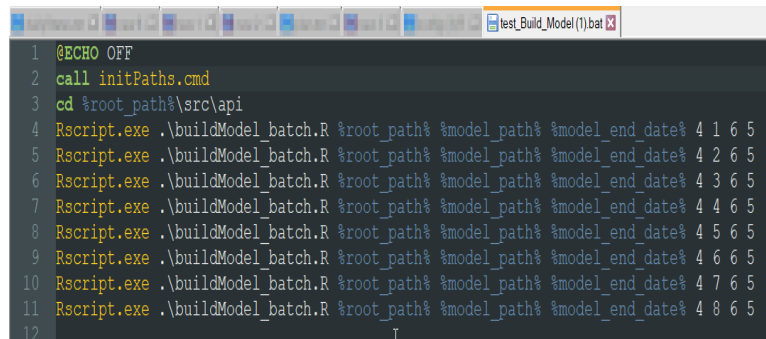 test_Build_Model (1).bat
1 @ECHO OFF
2 call initPaths.cmd
3 cd %root_path%\src\api
4 Rscript.exe .\buildModel_batch.R %root_path% %model_path% %model_end_date% 4 1 6 5
5 Rscript.exe .\buildModel_batch.R %root_path% %model_path% %model_end_date% 4 2 6 5
6 Rscript.exe .\buildModel_batch.R %root_path% %model_path% %model_end_date% 4 3 6 5
7 Rscript.exe .\buildModel_batch.R %root_path% %model_path% %model_end_date% 4 4 6 5
8 Rscript.exe .\buildModel_batch.R %root_path% %model_path% %model_end_date% 4 5 6 5
9 Rscript.exe .\buildModel_batch.R %root_path% %model_path% %model_end_date% 4 6 6 5
10 Rscript.exe .\buildModel_batch.R %root_path% %model_path% %model_end_date% 4 7 6 5
11 Rscript.exe .\buildModel_batch.R %root_path% %model_path% %model_end_date% 4 8 6 5
12